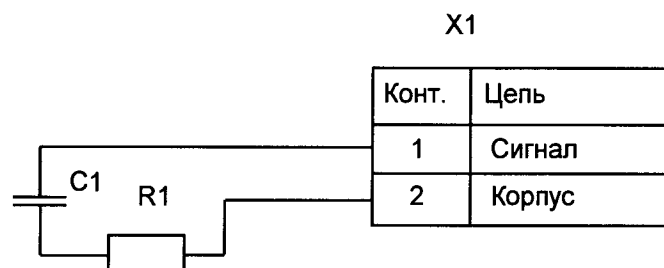 X1
Конт. Цепь
1 Сигнал
C1
R1
2 Корпус